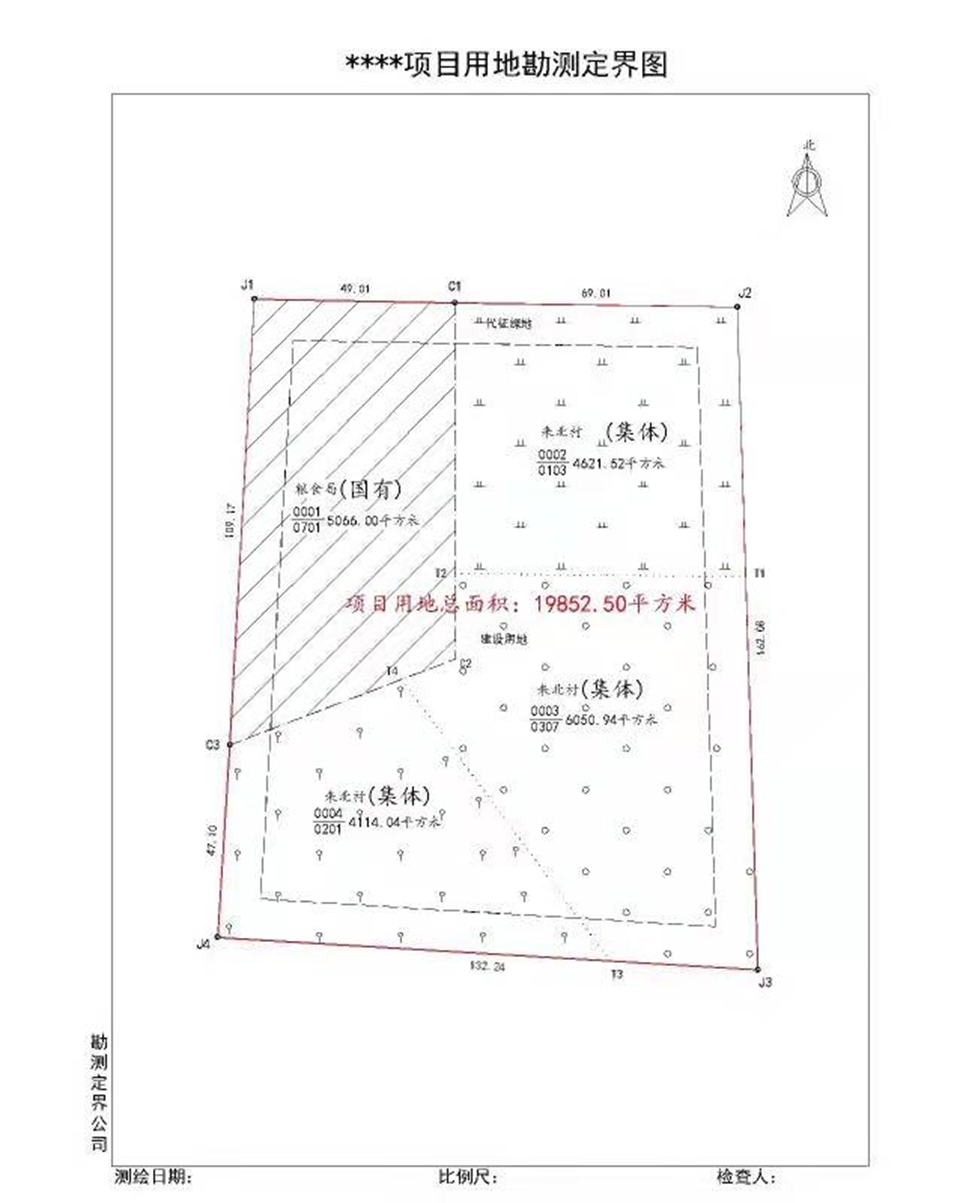 ****项目用地勘测定界图
北
J1
49.01
C1
69.01
J2
代征绿地
朱北村 (集体)
0002
0103
4621.52平方米
粮食局(国有)
0001
0701
5066.00平方米
109.17
T2
T1
项目用地总面积：19852.50平方米
建设用地
162.08
C2
T4
朱北村(集体)
0003
0307
6050.94平方米
C3
朱北村(集体)
0004
0201
4114.04平方米
47.10
J4
132.24
T3
J3
勘测定界公司
测绘日期：
比例尺：
检查人：